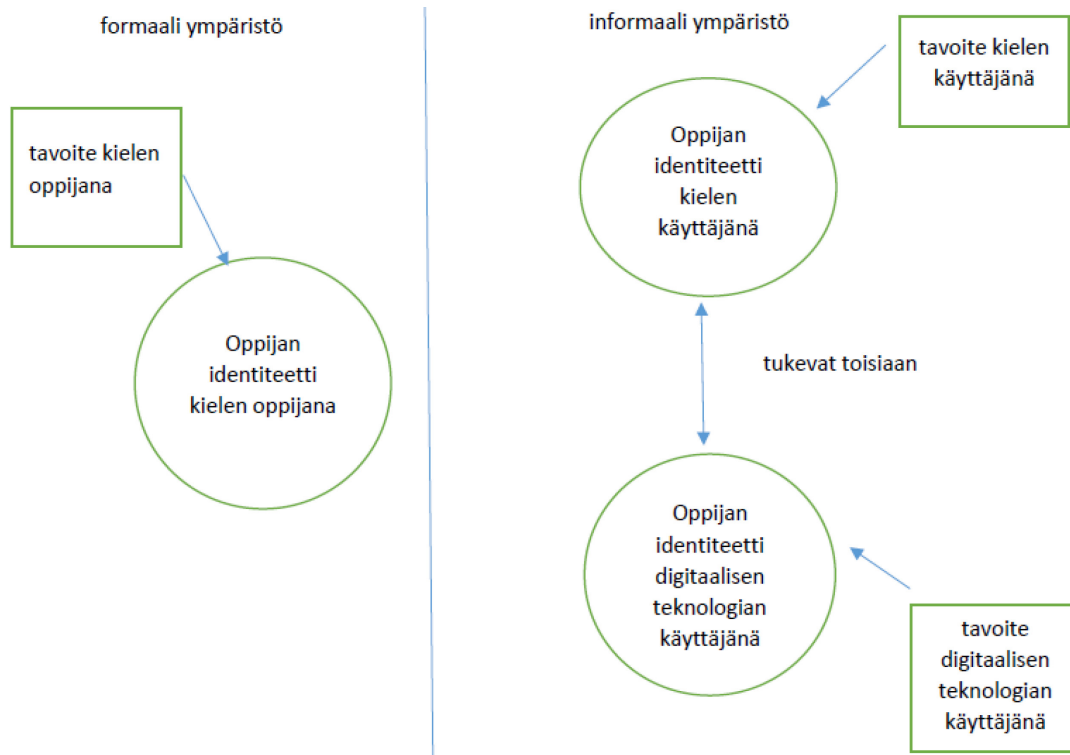 formaali ympäristö
tavoite kielen
oppijana
Oppijan
identiteetti
kielen oppijana
informaali ympäristö
tavoite kielen
käyttäjänä
Oppijan
identiteetti
kielen
käyttäjänä
tukevat toisiaan
Oppijan
identiteetti
digitaalisen
teknologian
käyttäjänä
tavoite
digitaalisen
teknologian
käyttäjänä